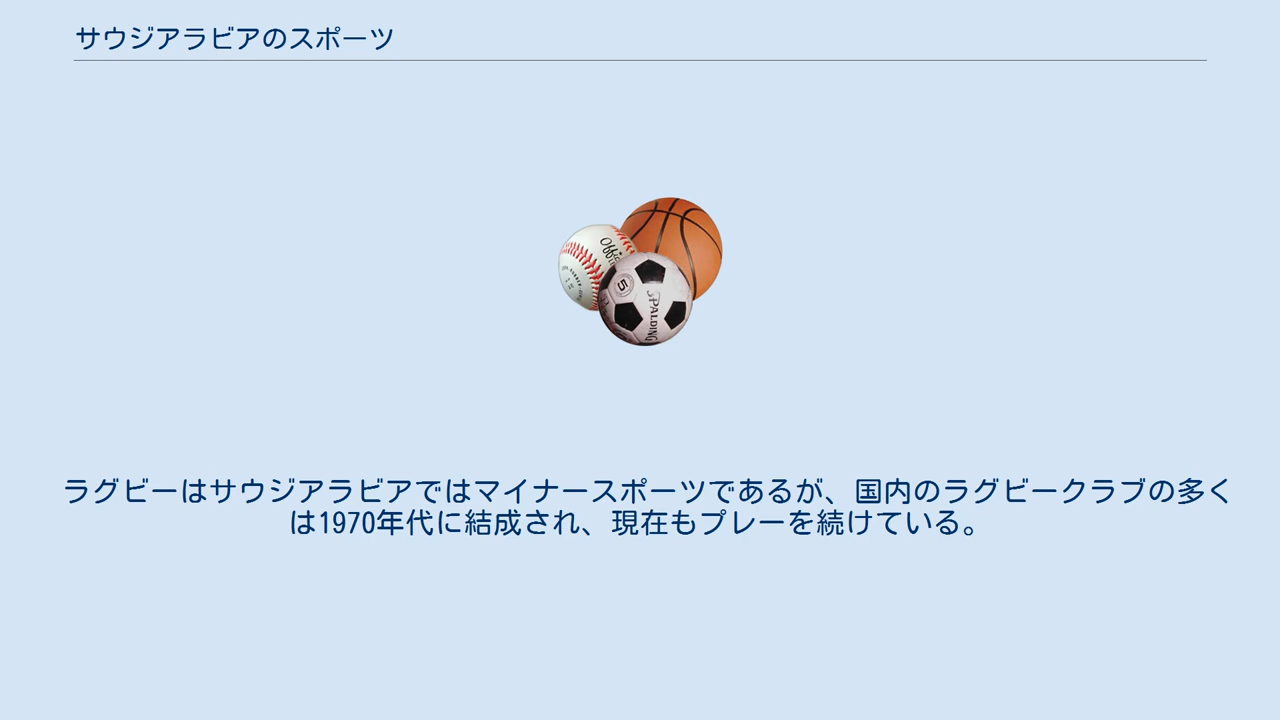 サウジアラビアのスポーツ
5
SPALDING
ラグビーはサウジアラビアではマイナースポーツであるが、国内のラグビークラブの多く
は1970年代に結成され、現在もプレーを続けている。